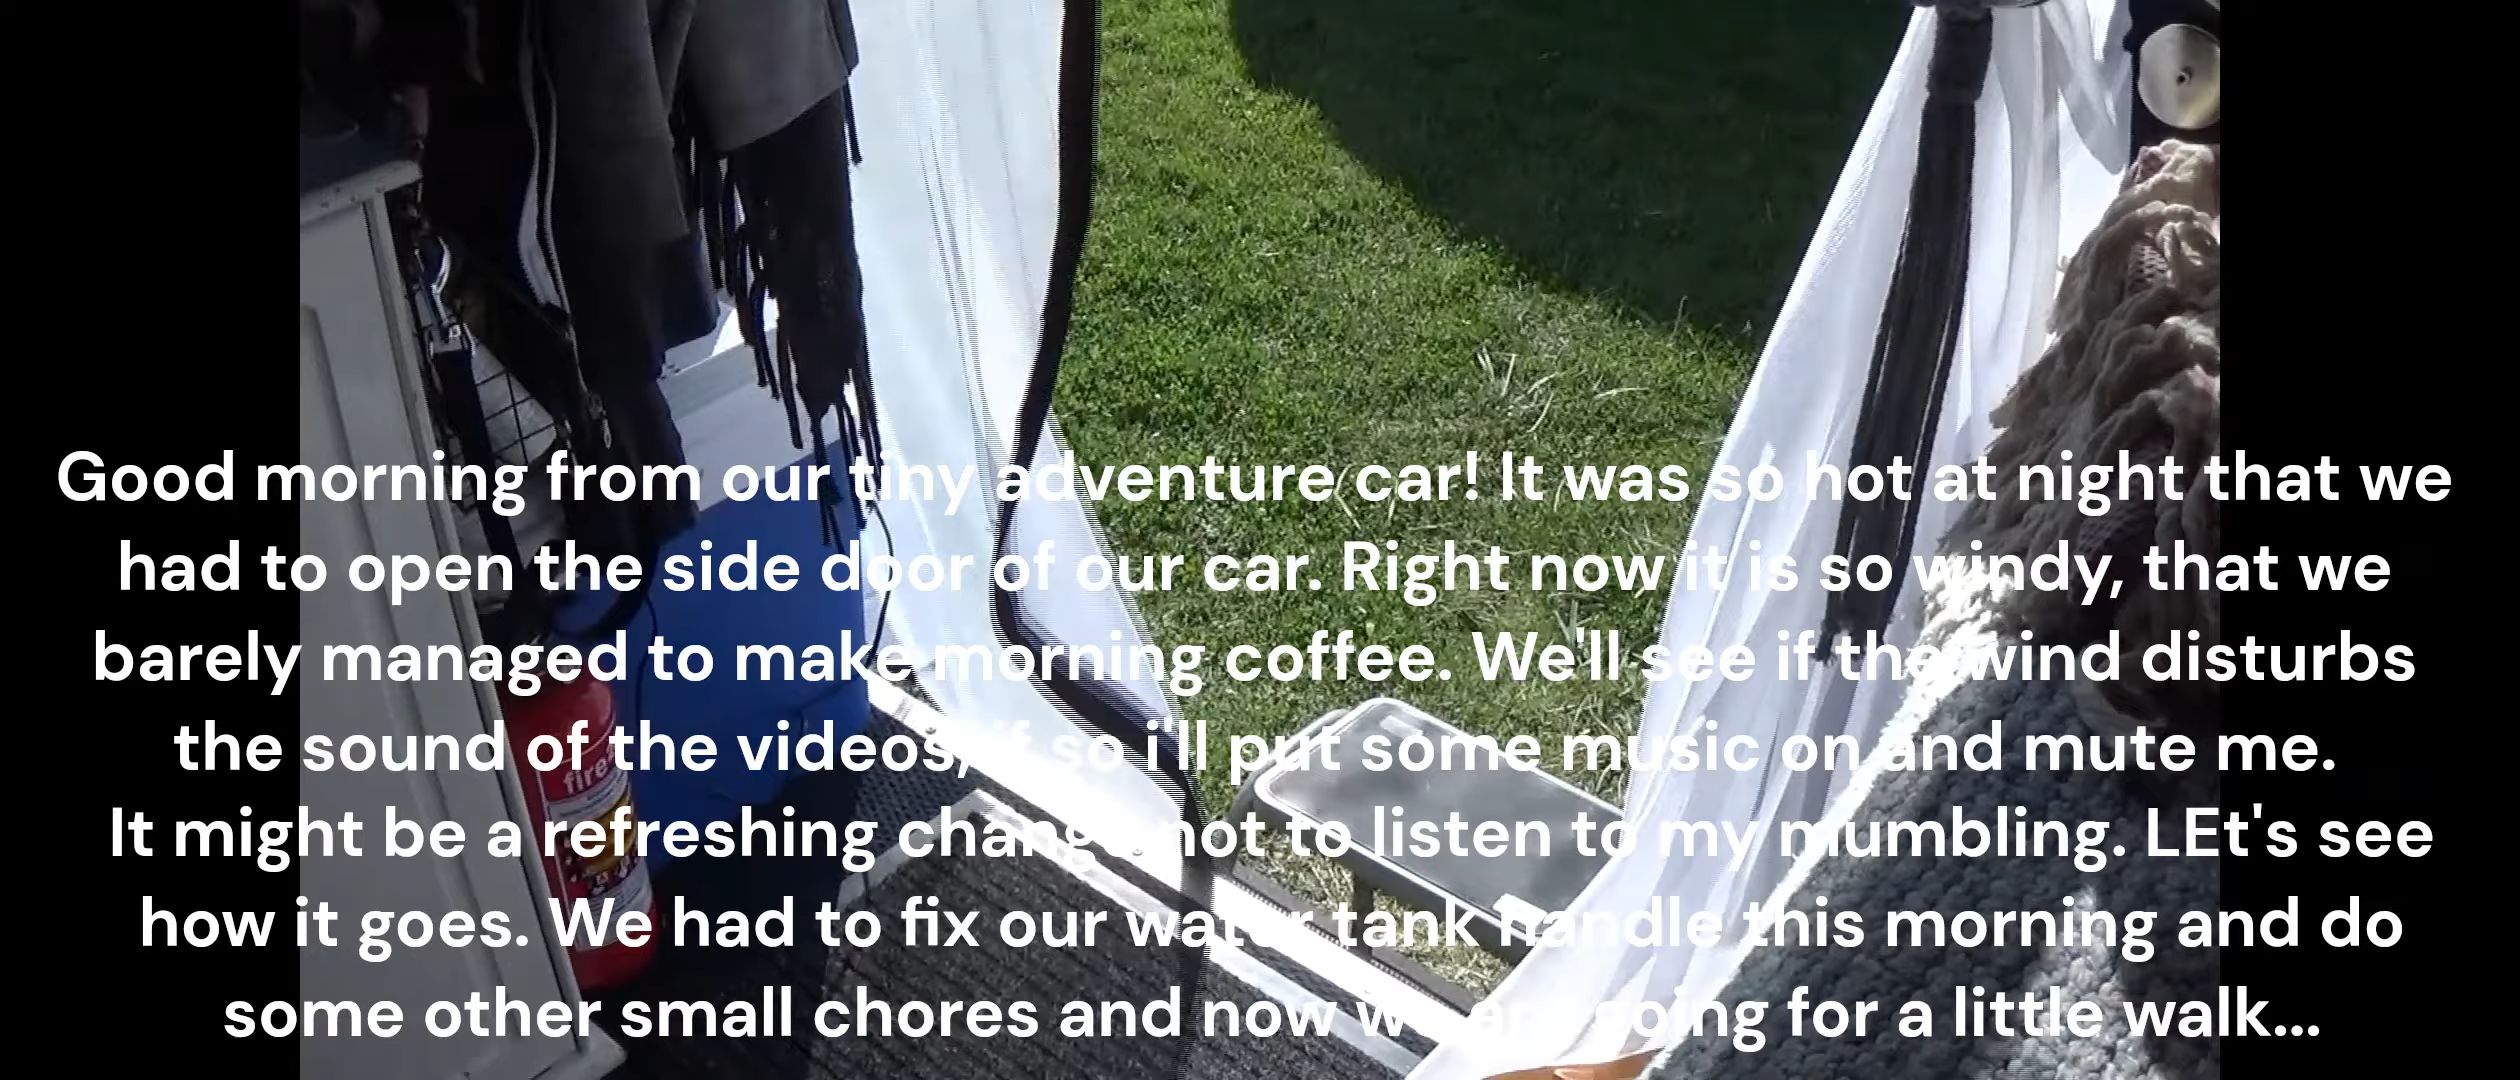 Good morning from our tiny adventure car! It was so hot at night that we
had to open the side door of our car. Right now it is so windy, that we
barely managed to make morning coffee. We'll see if the wind disturbs
the sound of the videos, if so i'll put some music on and mute me.
It might be a refreshing change not to listen to my mumbling. LEt's see
how it goes. We had to fix our water tank handle this morning and do
some other small chores and now we are going for a little walk...
fire